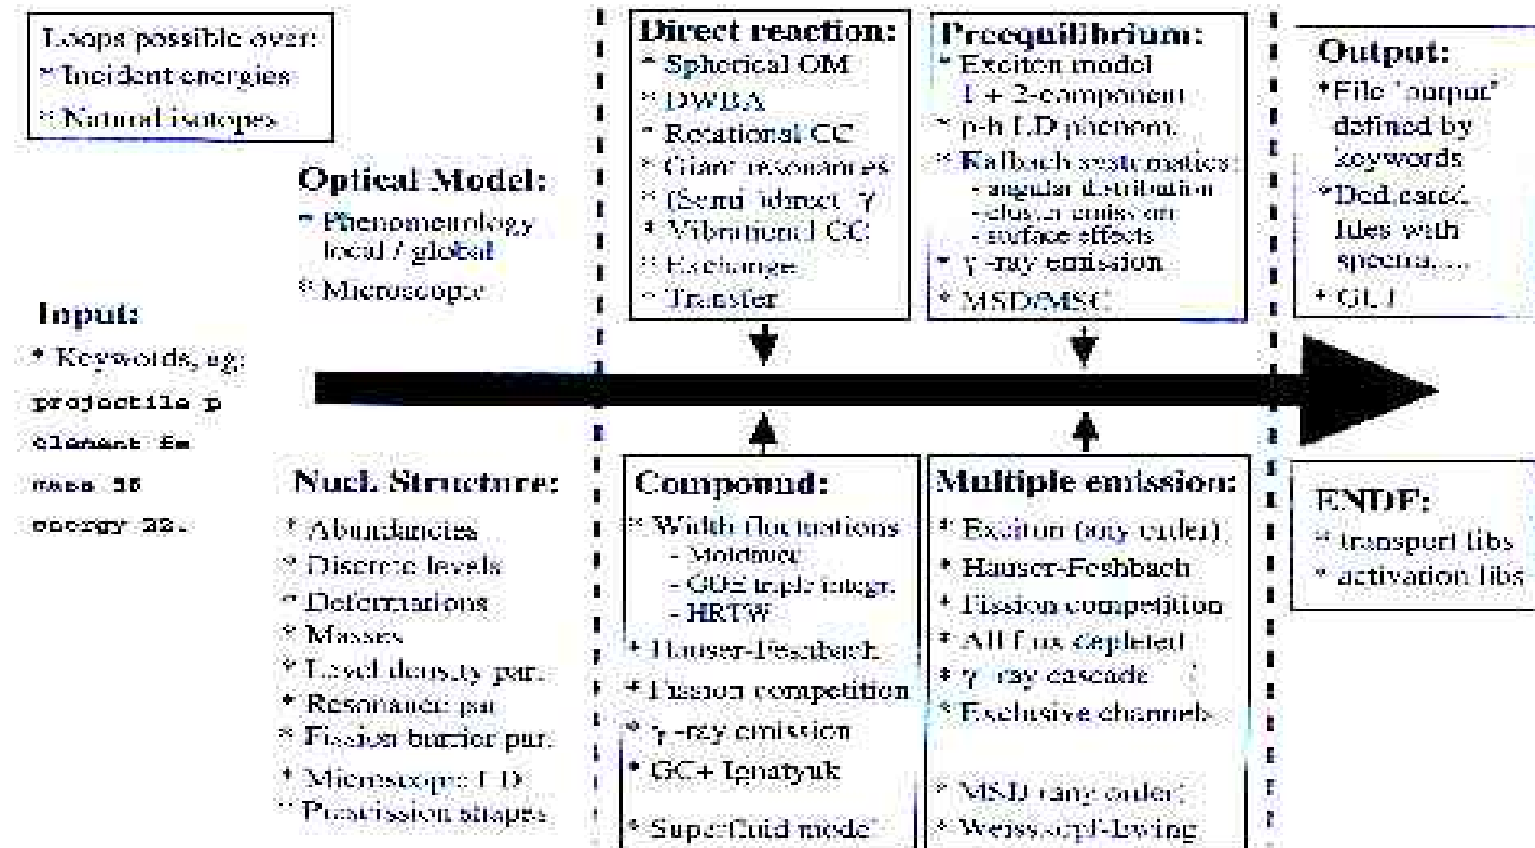 Loops possible over:
* Incident energies
* Natural isotopes
Optical Model:
* Phenomenology
local / global
* Microscopic
Input:
* Keywords, eg:
projectile p
element fe
mass 56
energy 22.
Nucl. Structure:
* Abundancies
* Discrete levels
* Deformations
* Masses
* Level density par.
* Resonance par
* Fission barrier par.
* Microscopic LD
* Prescission shapes
Direct reaction:
* Spherical OM
* DWBA
* Rotational CC
* Giant resonances
* (Semi-)direct γ
* Vibrational CC
* Exchange
* Transfer
Preequilibrium:
* Exciton model
1 + 2-component
* p-h LD phenom.
* Kalbach systematics:
- angular distribution
- cluster emission
- surface effects
* γ-ray emission
* MSD/MSC
Compound:
* Width fluctuations
- Moldauer
- GOE triple integr.
- HRTW
* Hauser-Feshbach
* Fission competition
* γ-ray emission
* GC+ Ignatyuk
* Superfluid model
Multiple emission:
* Exciton (any order)
* Hauser-Feshbach
* Fission competition
* All flux depleted
* γ-ray cascade
* Exclusive channels
* MSD (any order)
* Weisskopf-Ewing
Output:
* File 'output'
defined by
keywords
* Dedicated
files with
spectra, ...
ENDF:
* transport libs
* activation libs